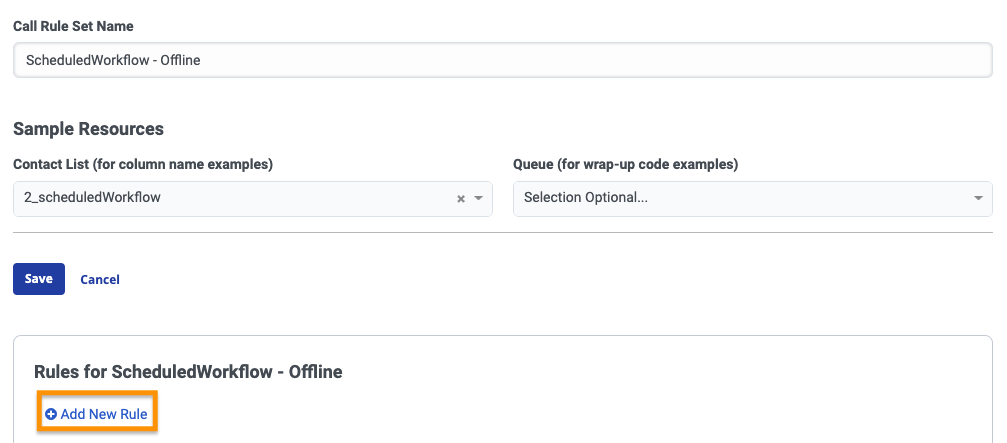 Call Rule Set Name
ScheduledWorkflow - Offline
Sample Resources
Contact List (for column name examples)
Queue (for wrap-up code examples)
2_scheduledWorkflow
Selection Optional...
Save
Cancel
Rules for ScheduledWorkflow - Offline
Add New Rule